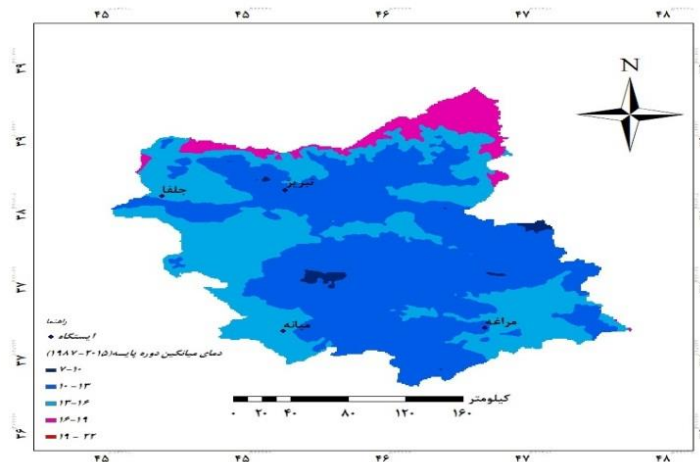 ۴۵ ۴۵ ۴۶ ۴۷ ۴۸
N
۳۹
۳۹
۳۸
۳۷
۳۷
۳۶
تبریز
جلفا
میانه
مراغه
راهنما
ایستگاه
دمای میانگین دوره پایه(۲۰۱۵-۱۹۸۷)
۷-۱۰
۱۰-۱۳
۱۳-۱۶
۱۶-۱۹
۱۹ - ۲۲
کیلومتر
۰ ۲۰ ۴۰ ۸۰ ۱۲۰ ۱۶۰
۴۵ ۴۵ ۴۶ ۴۷ ۴۸